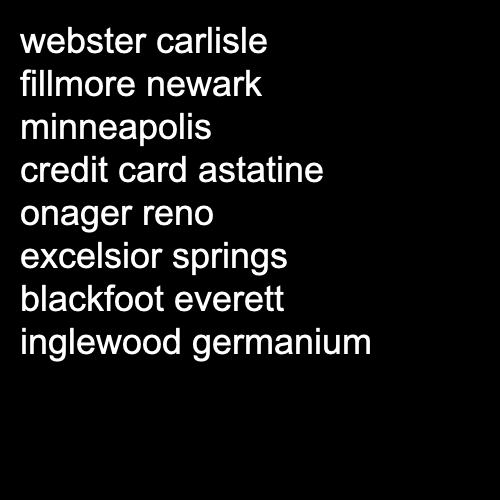 webster carlisle
fillmore newark
minneapolis
credit card astatine
onager reno
excelsior springs
blackfoot everett
inglewood germanium